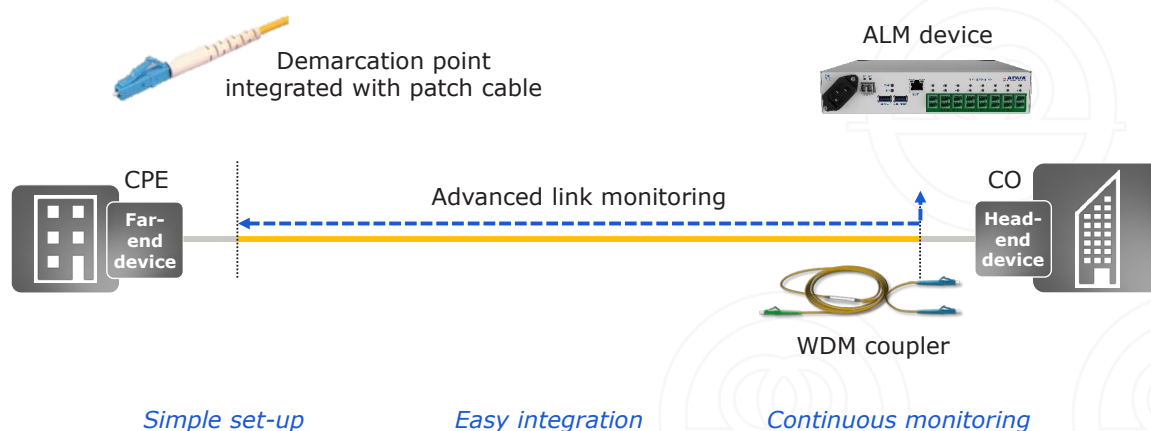 Demarcation point
integrated with patch cable
ALM device
ADVA
CPE
CO
Advanced link monitoring
Far-
end
device
Head-
end
device
WDM coupler
Simple set-up
Easy integration
Continuous monitoring